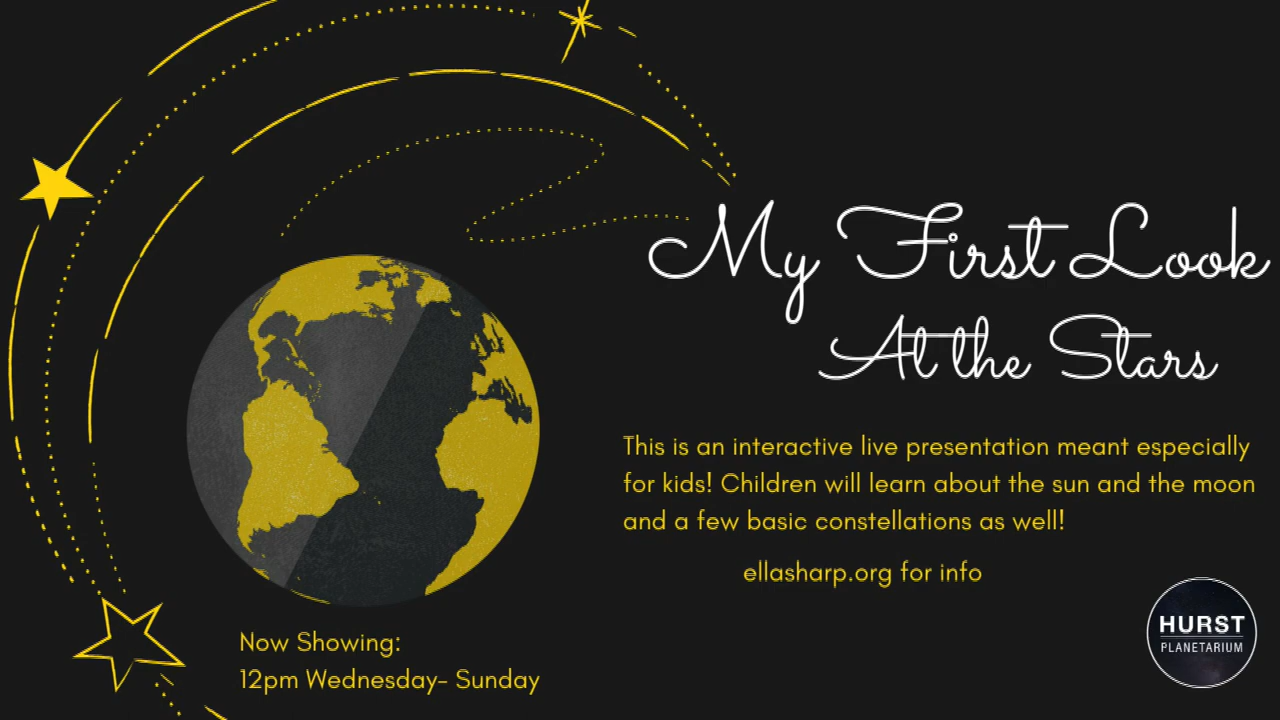 My First Look
At the Stars
This is an interactive live presentation meant especially
for kids! Children will learn about the sun and the moon
and a few basic constellations as well!
ellasharp.org for info
Now Showing:
12pm Wednesday- Sunday
HURST
PLANETARIUM